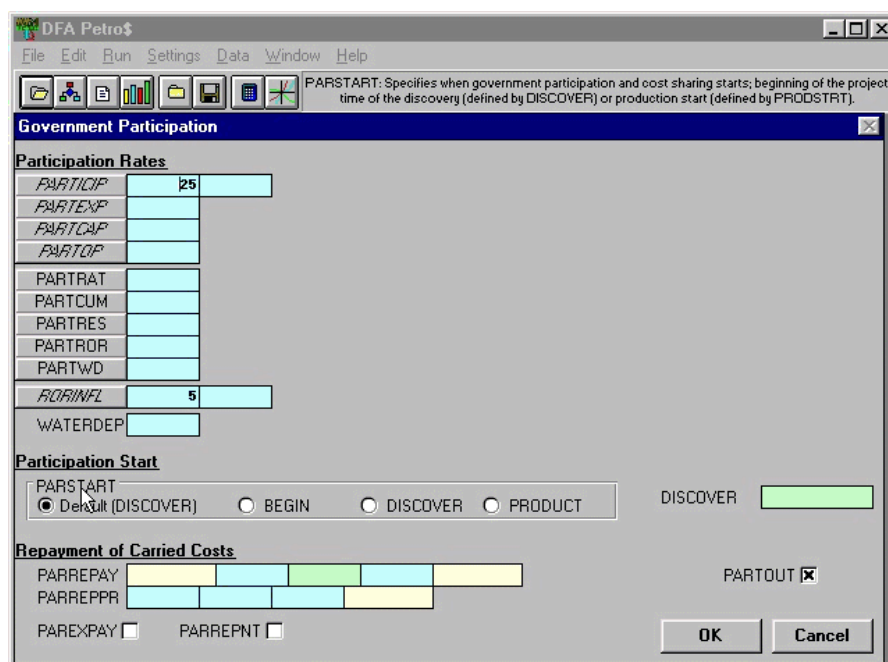 DFA Petro$
File Edit Run Settings Data Window Help
PARSTART: Specifies when government participation and cost sharing starts; beginning of the project
time of the discovery (defined by DISCOVER) or production start (defined by PRODSTRT).
Government Participation
Participation Rates
PARTICIP 25
PARTEXP
PARTCAP
PARTOP
PARTRAT
PARTCUM
PARTRES
PARTROR
PARTWD
RORINFL 5
WATERDEP
Participation Start
PARSTART
Default (DISCOVER) BEGIN DISCOVER PRODUCT DISCOVER
Repayment of Carried Costs
PARREPAY PARTOUT
PARREPPR
PAREXPAY PARREPNT OK Cancel